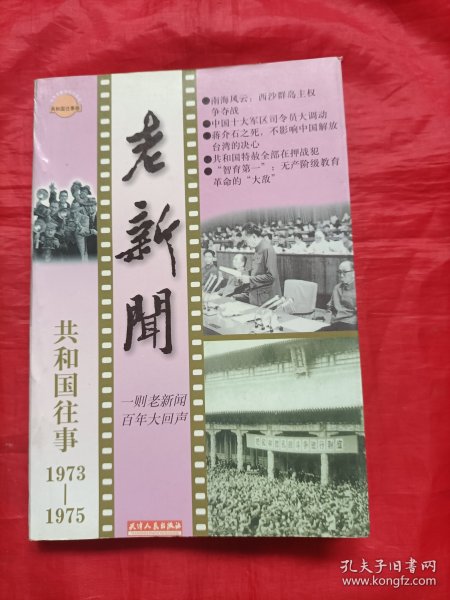 共和国往事卷
老新聞
一则老新闻
百年大回声
共和国往事
1973
—
1975
天津人民出版社
●南海风云：西沙群岛主权
争夺战
●中国十大军区司令员大调动
●蒋介石之死，不影响中国解放
台湾的决心
●共和国特赦全部在押战犯
●“智育第一”：无产阶级教育
革命的“大敌”
孔夫子旧书网
www.kongfz.com